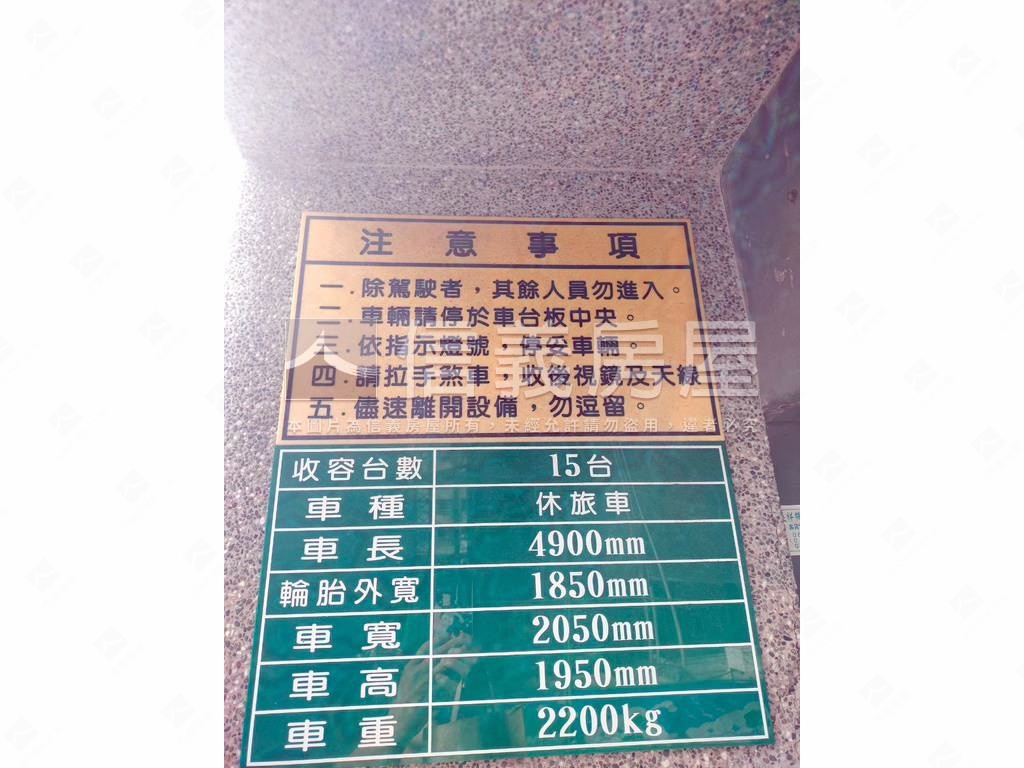 注意事項
一.除駕駛者，其餘人員勿進入。
二.車輛請停於車台板中央。
三.依指示燈號，停妥車輛。
四.請拉手煞車，收後視鏡及天線
五.儘速離開設備，勿逗留。
信義房屋
本圖片為信義房屋所有，未經允許請勿盜用，違者必究
收容台數 15台
車種 休旅車
車長 4900mm
輪胎外寬 1850mm
車寬 2050mm
車高 1950mm
車重 2200kg